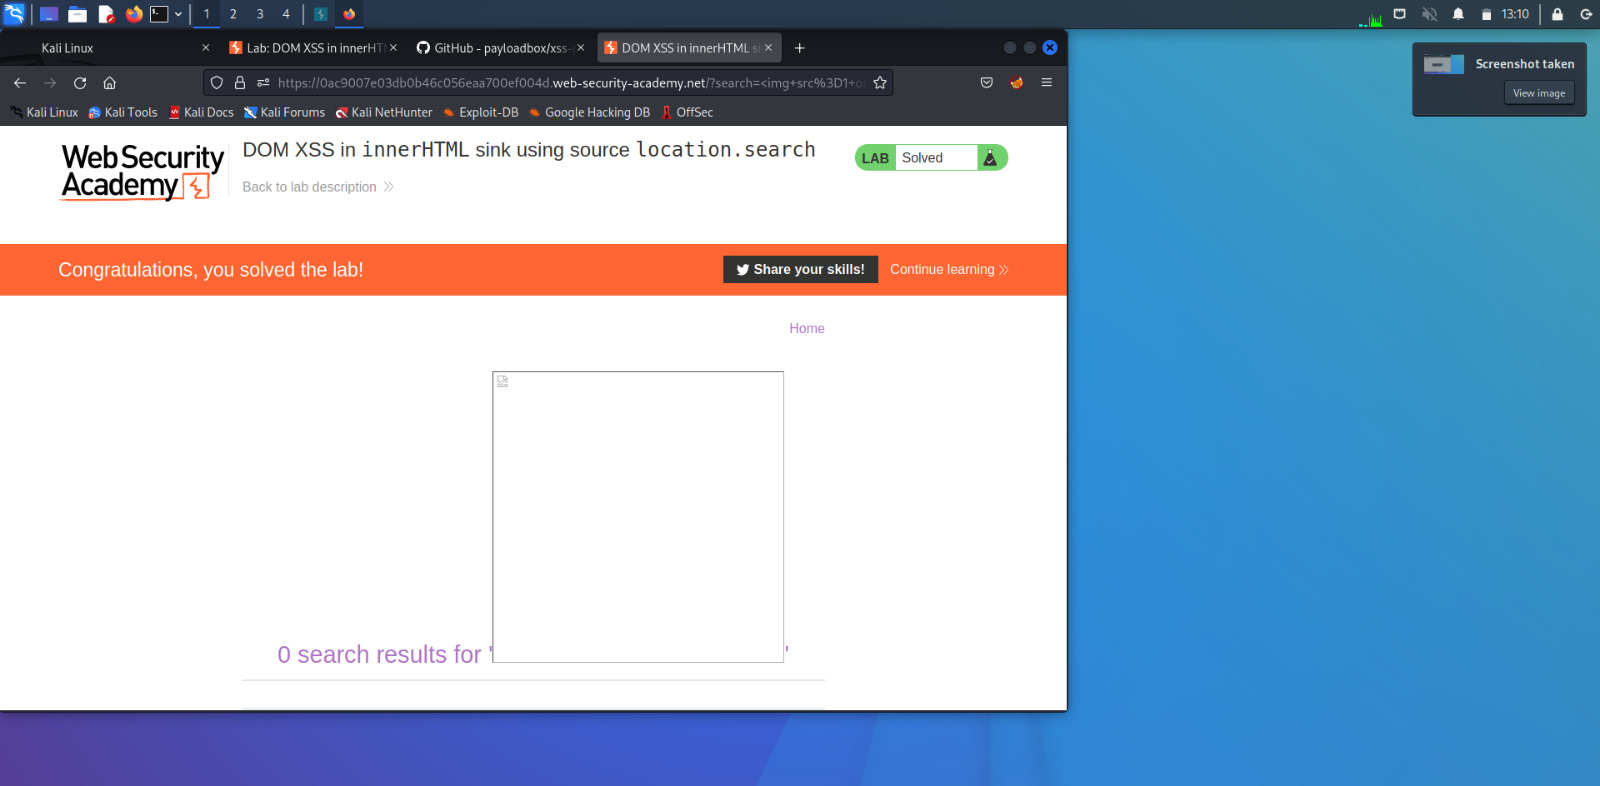 1 2 3 4 13:10
Kali Linux × Lab: DOM XSS in innerHT × GitHub - payloadbox/xss- × DOM XSS in innerHTML s × +
https://0ac9007e03db0b46c056eaa700ef004d.web-security-academy.net/?search=<img+src%3D1+o
Kali Linux Kali Tools Kali Docs Kali Forums Kali NetHunter Exploit-DB Google Hacking DB OffSec
Screenshot taken
View image
Web Security
Academy
DOM XSS in innerHTML sink using source location.search
Back to lab description
LAB Solved
Congratulations, you solved the lab!
Share your skills! Continue learning
Home
0 search results for ' '